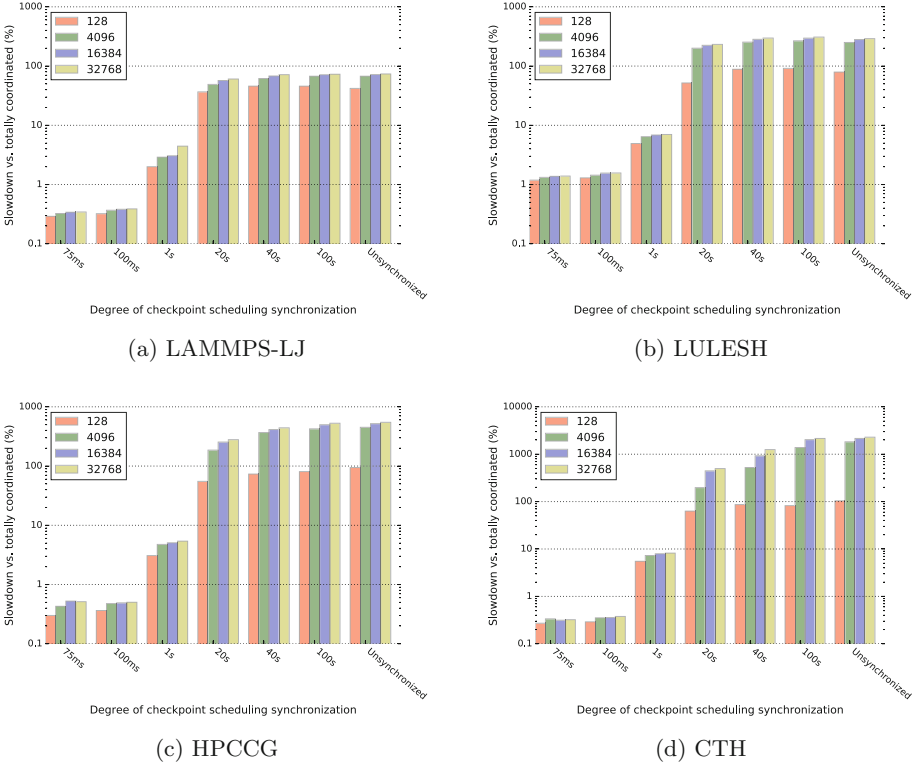 1000
100
10
1
0.1
Slowdown vs. totally coordinated (%)
128
4096
16384
32768
75ms
100ms
1s
20s
40s
100s
Unsynchronized
Degree of checkpoint scheduling synchronization
(a) LAMMPS-LJ
1000
100
10
1
0.1
Slowdown vs. totally coordinated (%)
128
4096
16384
32768
75ms
100ms
1s
20s
40s
100s
Unsynchronized
Degree of checkpoint scheduling synchronization
(b) LULESH
1000
100
10
1
0.1
Slowdown vs. totally coordinated (%)
128
4096
16384
32768
75ms
100ms
1s
20s
40s
100s
Unsynchronized
Degree of checkpoint scheduling synchronization
(c) HPCCG
10000
1000
100
10
1
0.1
Slowdown vs. totally coordinated (%)
128
4096
16384
32768
75ms
100ms
1s
20s
40s
100s
Unsynchronized
Degree of checkpoint scheduling synchronization
(d) CTH